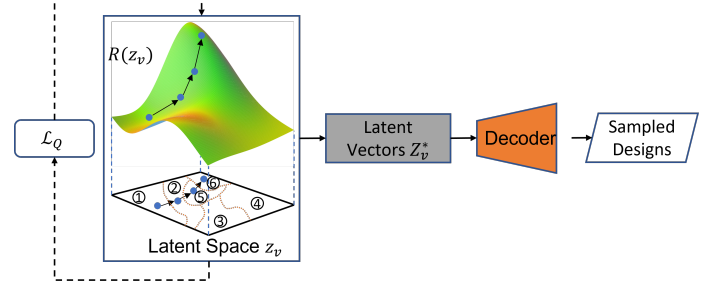 R(z_v)
ℒ_Q
① ② ⑥ ⑤ ④ ③
Latent Space z_v
Latent
Vectors Z_v^*
Decoder
Sampled
Designs